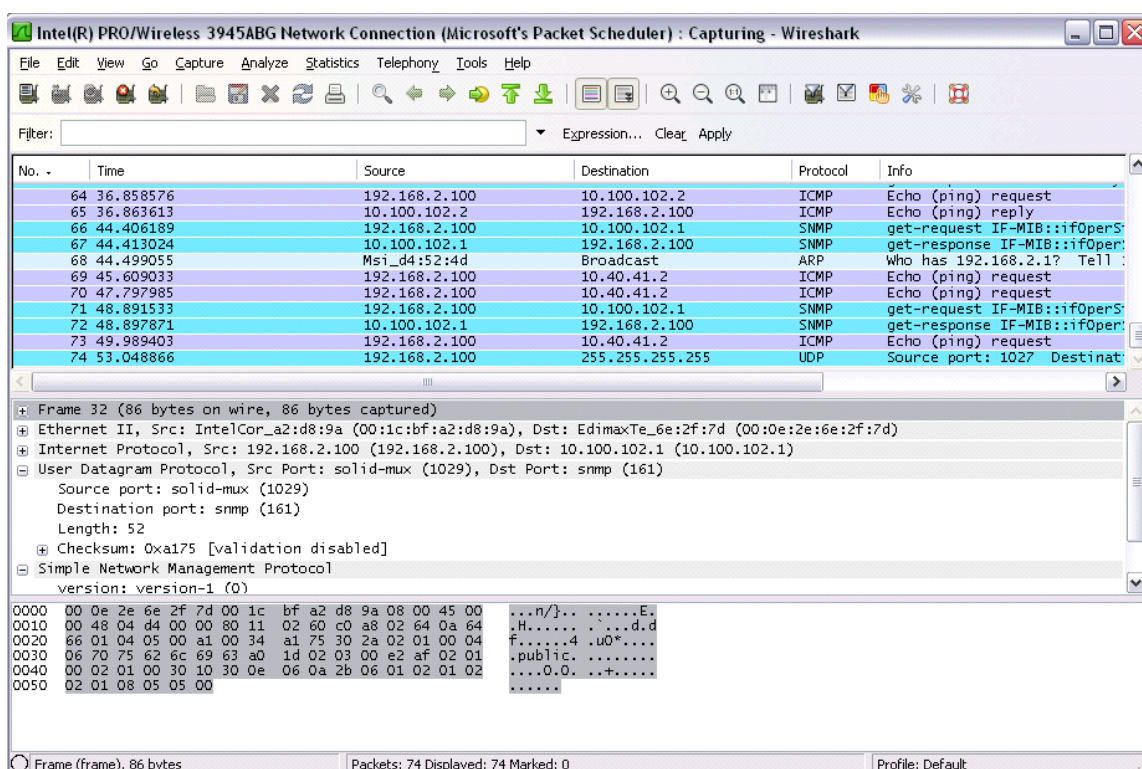 Intel(R) PRO/Wireless 3945ABG Network Connection (Microsoft's Packet Scheduler) : Capturing - Wireshark
File Edit View Go Capture Analyze Statistics Telephony Tools Help
Filter: Expression... Clear Apply
No. Time Source Destination Protocol Info
64 36.858576 192.168.2.100 10.100.102.2 ICMP Echo (ping) request
65 36.863613 10.100.102.2 192.168.2.100 ICMP Echo (ping) reply
66 44.406189 192.168.2.100 10.100.102.1 SNMP get-request IF-MIB::ifOperS
67 44.413024 10.100.102.1 192.168.2.100 SNMP get-response IF-MIB::ifOper
68 44.499055 Msi_d4:52:4d Broadcast ARP Who has 192.168.2.1? Tell
69 45.609033 192.168.2.100 10.40.41.2 ICMP Echo (ping) request
70 47.797985 192.168.2.100 10.40.41.2 ICMP Echo (ping) request
71 48.891533 192.168.2.100 10.100.102.1 SNMP get-request IF-MIB::ifOperS
72 48.897871 10.100.102.1 192.168.2.100 SNMP get-response IF-MIB::ifOper
73 49.989403 192.168.2.100 10.40.41.2 ICMP Echo (ping) request
74 53.048866 192.168.2.100 255.255.255.255 UDP Source port: 1027 Destinat
Frame 32 (86 bytes on wire, 86 bytes captured)
Ethernet II, Src: IntelCor_a2:d8:9a (00:1c:bf:a2:d8:9a), Dst: EdimaxTe_6e:2f:7d (00:0e:2e:6e:2f:7d)
Internet Protocol, Src: 192.168.2.100 (192.168.2.100), Dst: 10.100.102.1 (10.100.102.1)
User Datagram Protocol, Src Port: solid-mux (1029), Dst Port: snmp (161)
Source port: solid-mux (1029)
Destination port: snmp (161)
Length: 52
Checksum: 0xa175 [validation disabled]
Simple Network Management Protocol
version: version-1 (0)
0000 00 0e 2e 6e 2f 7d 00 1c bf a2 d8 9a 08 00 45 00 ...n/}.. ......E.
0010 00 48 04 d4 00 00 80 11 02 60 c0 a8 02 64 0a 64 .H...... .`...d.d
0020 66 01 04 05 00 a1 00 34 a1 75 30 2a 02 01 00 04 f......4 .u0*....
0030 06 70 75 62 6c 69 63 a0 1d 02 03 00 e2 af 02 01 .public. ........
0040 00 02 01 00 30 10 30 0e 06 0a 2b 06 01 02 01 02 ....0.0. ..+.....
0050 02 01 08 05 05 00 ......
Frame (frame), 86 bytes Packets: 74 Displayed: 74 Marked: 0 Profile: Default